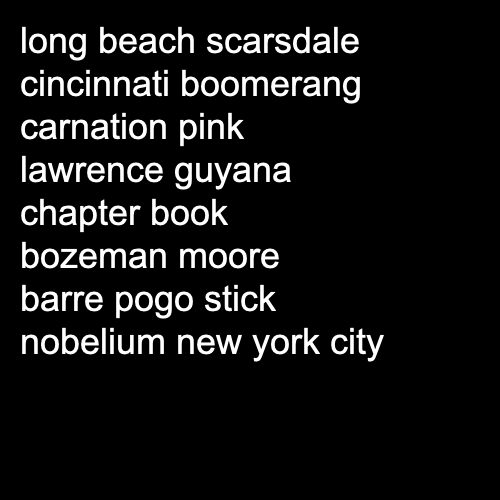 long beach scarsdale
cincinnati boomerang
carnation pink
lawrence guyana
chapter book
bozeman moore
barre pogo stick
nobelium new york city